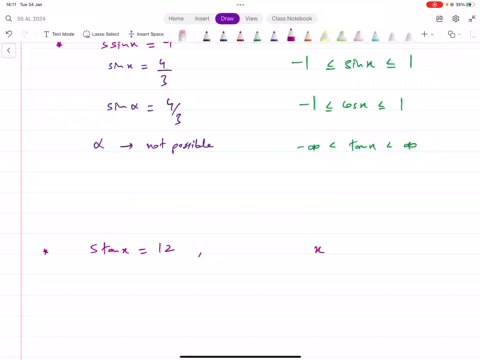 14:11 Tue 24 Jan 35%
SS AL 2024 Home Insert Draw View Class Notebook
Text Mode Lasso Select Insert Space
* 3 sin x = 4
sin x = 4/3 -1 ≤ sin x ≤ 1
sin α = 4/3 -1 ≤ cos x ≤ 1
α → not possible -∞ < tan x < ∞
* 5 tan x = 12 , x